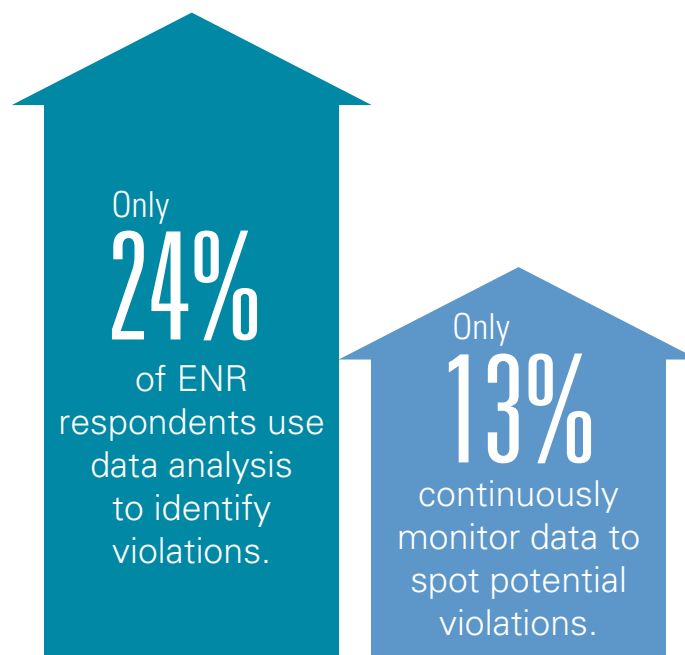 Only
24%
of ENR
respondents use
data analysis
to identify
violations.
Only
13%
continuously
monitor data to
spot potential
violations.